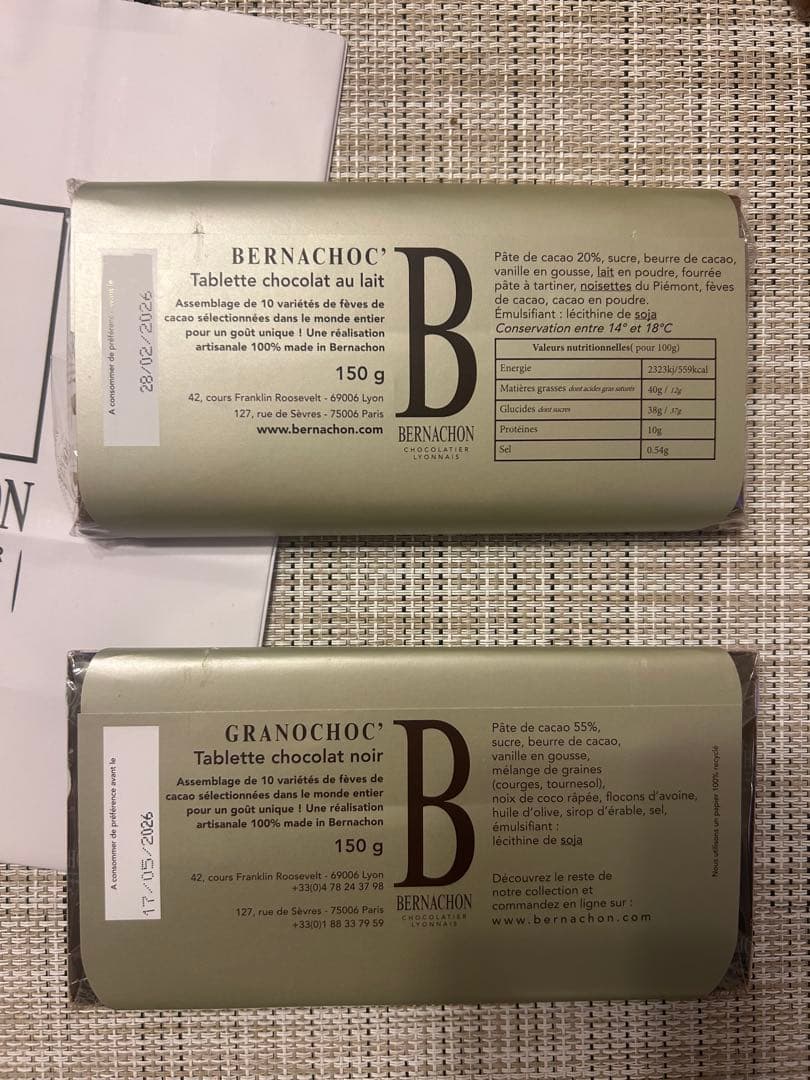 N
BERNACHOC'
Tablette chocolat au lait
Assemblage de 10 variétés de fèves de
cacao sélectionnées dans le monde entier
pour un goût unique ! Une réalisation
artisanale 100% made in Bernachon
150 g
42, cours Franklin Roosevelt - 69006 Lyon
127, rue de Sèvres - 75006 Paris
www.bernachon.com
A consommer de préférence avant le
28/02/2026
B
BERNACHON
CHOCOLATIER
LYONNAIS
Pâte de cacao 20%, sucre, beurre de cacao,
vanille en gousse, lait en poudre, fourrée
pâte à tartiner, noisettes du Piémont, fèves
de cacao, cacao en poudre.
Émulsifiant : lécithine de soja
Conservation entre 14° et 18°C
Valeurs nutritionnelles( pour 100g)
Energie 2323kj/559kcal
Matières grasses dont acides gras saturés 40g / 12g
Glucides dont sucres 38g / 37g
Protéines 10g
Sel 0.54g
GRANOCHOC'
Tablette chocolat noir
Assemblage de 10 variétés de fèves de
cacao sélectionnées dans le monde entier
pour un goût unique ! Une réalisation
artisanale 100% made in Bernachon
150 g
42, cours Franklin Roosevelt - 69006 Lyon
+33(0)4 78 24 37 98
127, rue de Sèvres - 75006 Paris
+33(0)1 88 33 79 59
A consommer de préférence avant le
17/05/2026
B
BERNACHON
CHOCOLATIER
LYONNAIS
Pâte de cacao 55%,
sucre, beurre de cacao,
vanille en gousse,
mélange de graines
(courges, tournesol),
noix de coco râpée, flocons d'avoine,
huile d'olive, sirop d'érable, sel,
émulsifiant :
lécithine de soja
Découvrez le reste de
notre collection et
commandez en ligne sur :
www.bernachon.com
Nous utilisons un papier 100% recyclé